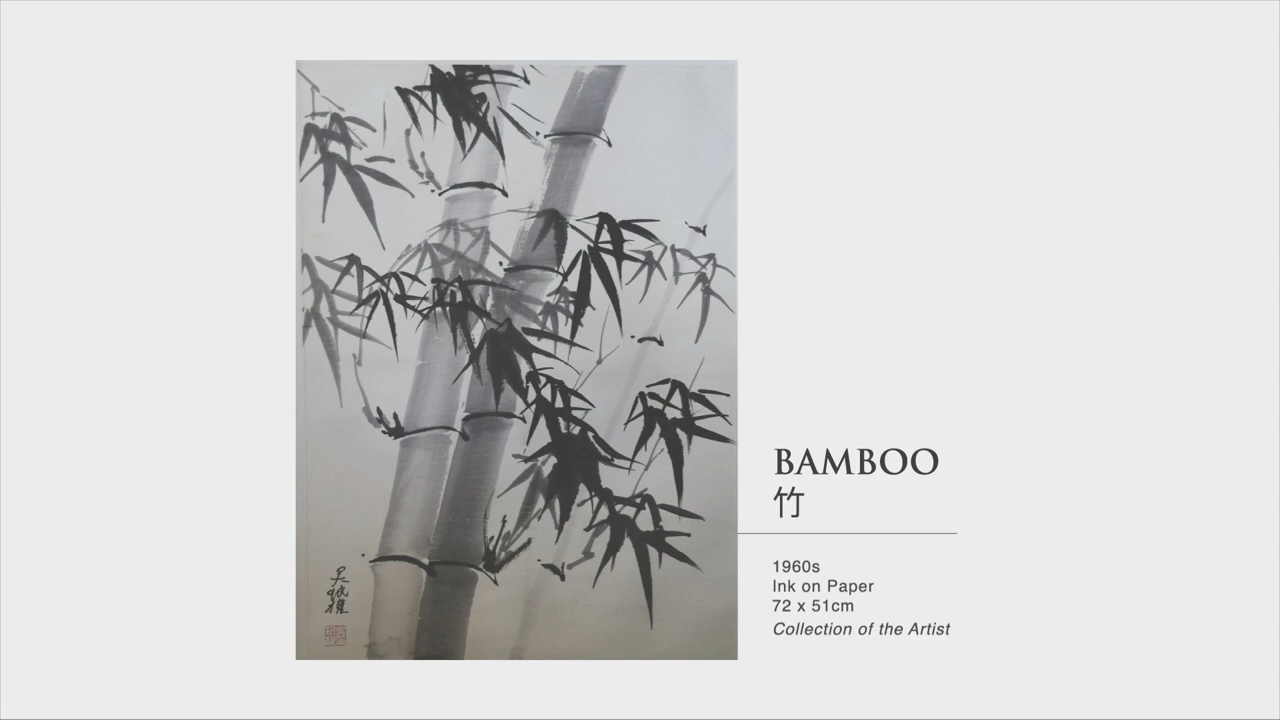 BAMBOO
竹
1960s
Ink on Paper
72 x 51cm
Collection of the Artist